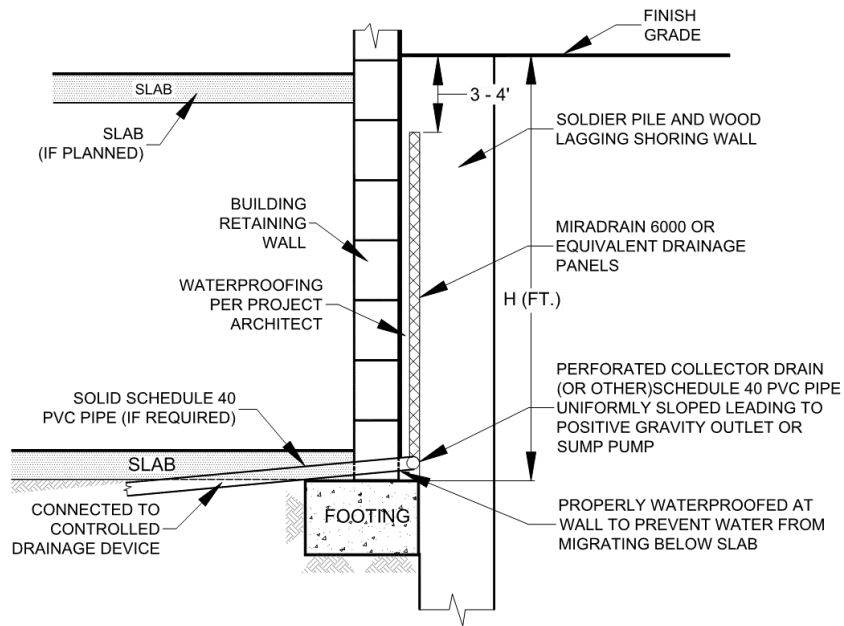 FINISH
GRADE
SLAB
3 - 4'
SLAB
(IF PLANNED)
SOLDIER PILE AND WOOD
LAGGING SHORING WALL
BUILDING
RETAINING
WALL
MIRADRAIN 6000 OR
EQUIVALENT DRAINAGE
PANELS
WATERPROOFING
PER PROJECT
ARCHITECT
H (FT.)
PERFORATED COLLECTOR DRAIN
(OR OTHER)SCHEDULE 40 PVC PIPE
UNIFORMLY SLOPED LEADING TO
POSITIVE GRAVITY OUTLET OR
SUMP PUMP
SOLID SCHEDULE 40
PVC PIPE (IF REQUIRED)
SLAB
CONNECTED TO
CONTROLLED
DRAINAGE DEVICE
FOOTING
PROPERLY WATERPROOFED AT
WALL TO PREVENT WATER FROM
MIGRATING BELOW SLAB